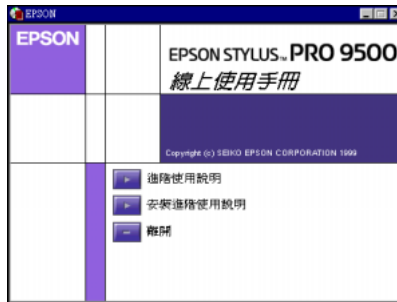 EPSON
EPSON
EPSON STYLUS™ PRO 9500
線上使用手冊
Copyright (c) SEIKO EPSON CORPORATION 1999
進階使用說明
安裝進階使用說明
離開